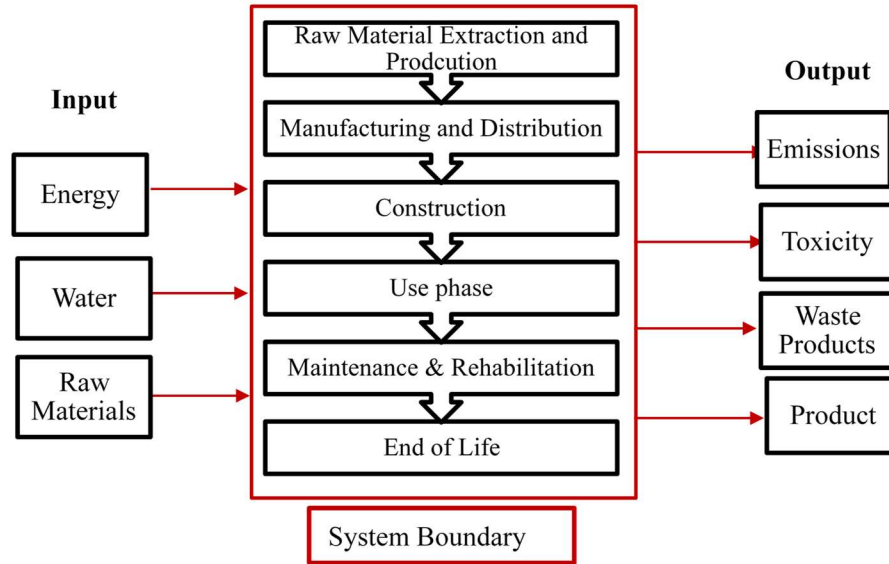 Input
Energy
Water
Raw
Materials
Raw Material Extraction and
Prodcution
Manufacturing and Distribution
Construction
Use phase
Maintenance & Rehabilitation
End of Life
System Boundary
Output
Emissions
Toxicity
Waste
Products
Product